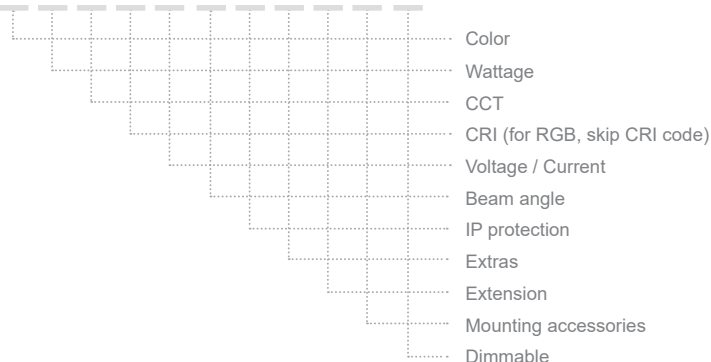 Color
Wattage
CCT
CRI (for RGB, skip CRI code)
Voltage / Current
Beam angle
IP protection
Extras
Extension
Mounting accessories
Dimmable